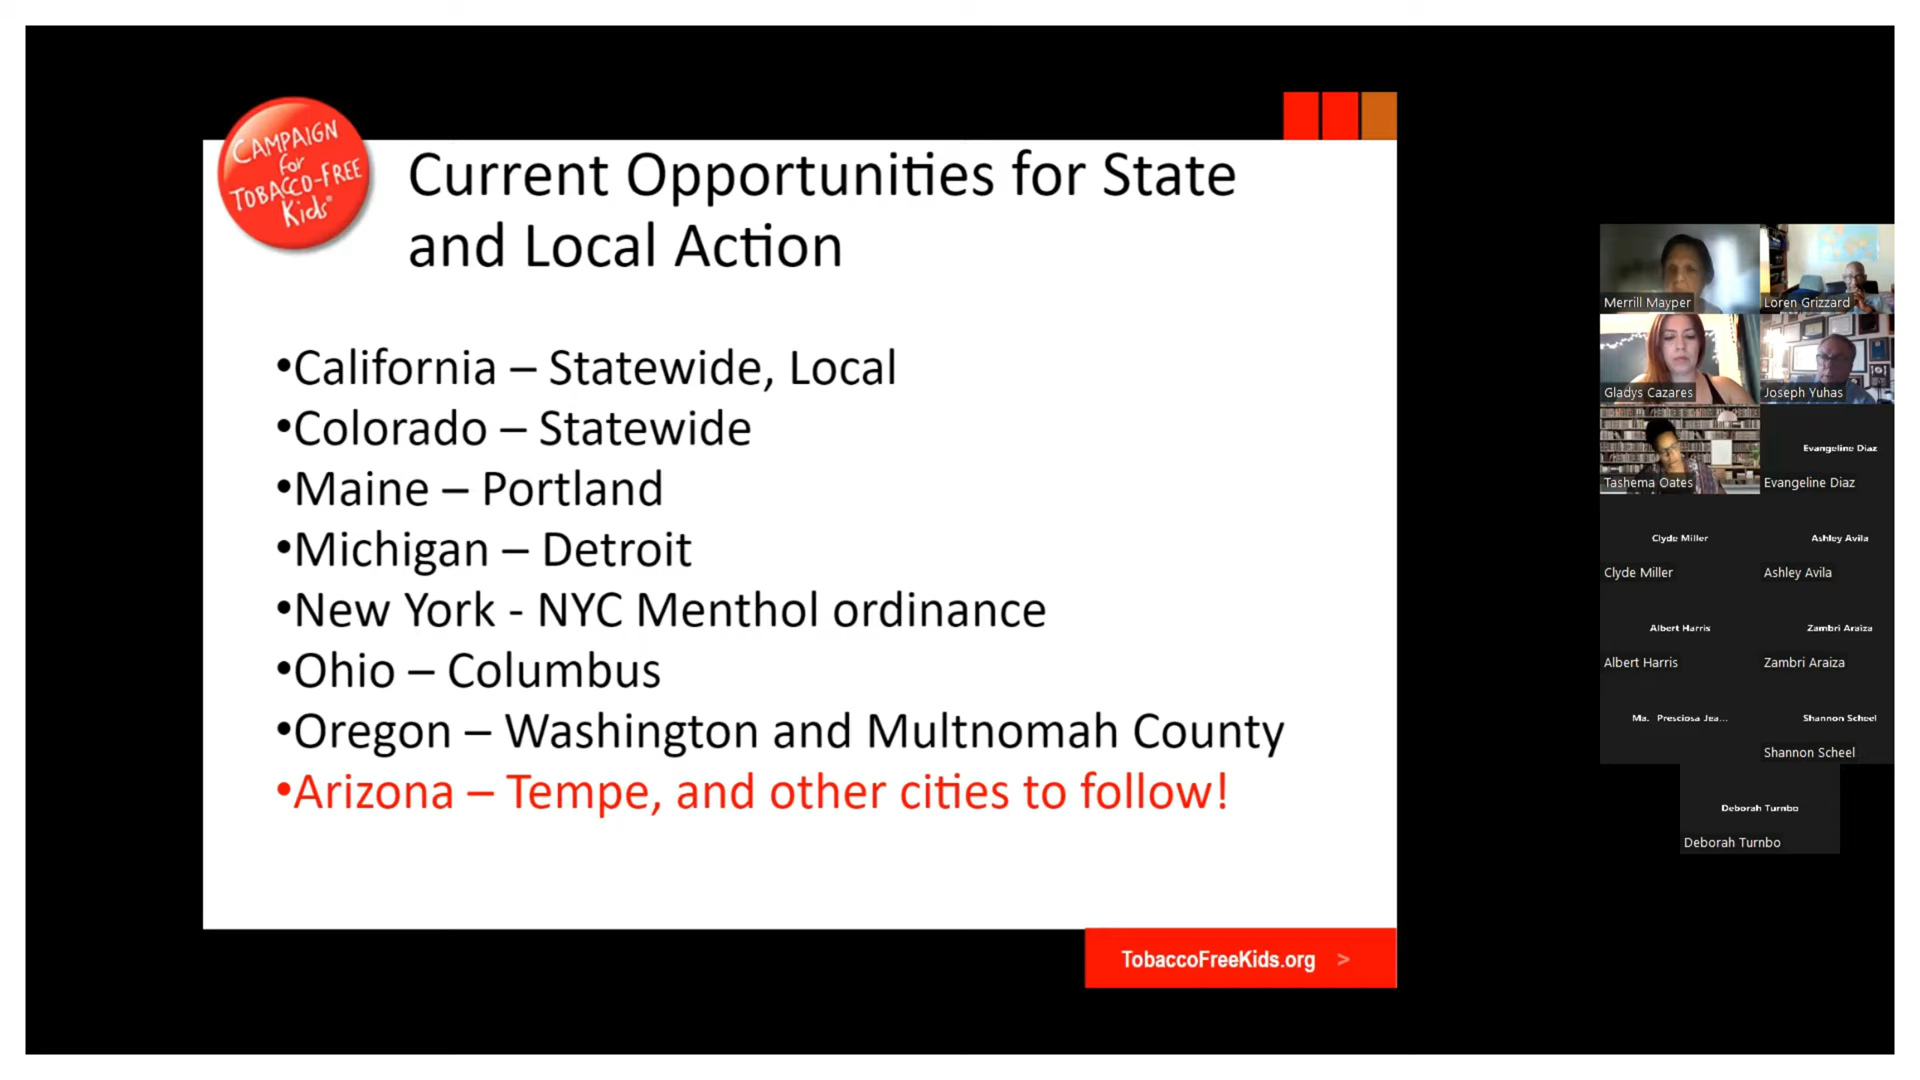 CAMPAIGN
for
TOBACCO-FREE
Kids®
Current Opportunities for State
and Local Action
•California – Statewide, Local
•Colorado – Statewide
•Maine – Portland
•Michigan – Detroit
•New York - NYC Menthol ordinance
•Ohio – Columbus
•Oregon – Washington and Multnomah County
•Arizona – Tempe, and other cities to follow!
TobaccoFreeKids.org >
Merrill Mayper
Loren Grizzard
Gladys Cazares
Joseph Yuhas
Tashema Oates
Evangeline Diaz
Evangeline Diaz
Clyde Miller
Clyde Miller
Ashley Avila
Ashley Avila
Albert Harris
Albert Harris
Zambri Araiza
Zambri Araiza
Ma. Presciosa Jea...
Shannon Scheel
Shannon Scheel
Deborah Turnbo
Deborah Turnbo